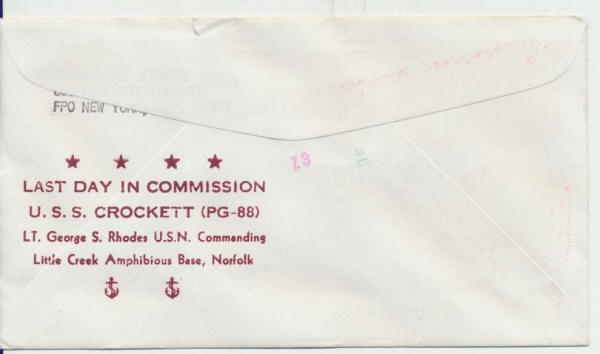 FPO NEW YORK,
Z3
LAST DAY IN COMMISSION
U. S. S. CROCKETT (PG-88)
LT. George S. Rhodes U.S.N. Commanding
Little Creek Amphibious Base, Norfolk